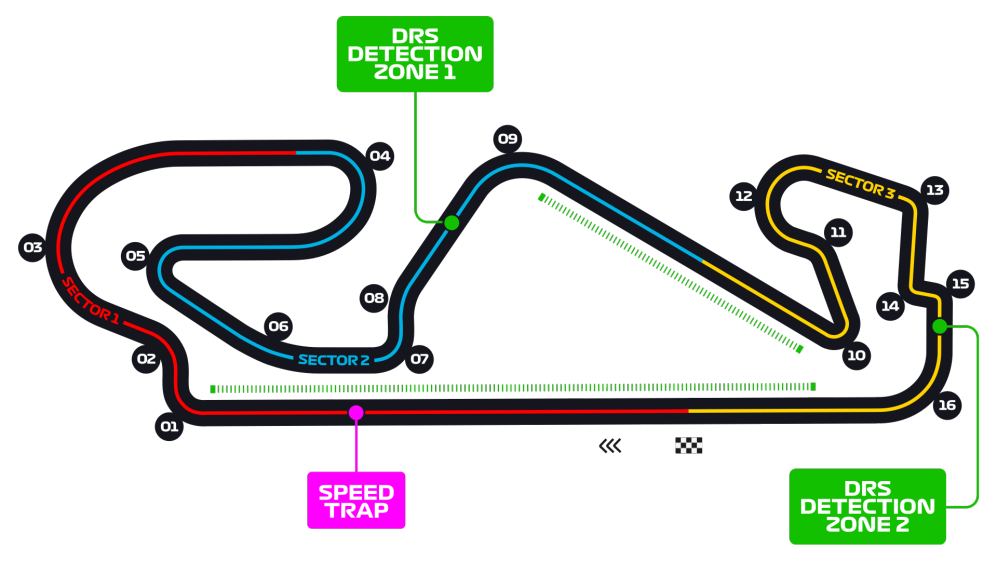 DRS
DETECTION
ZONE 1
09
04
12
SECTOR 3
13
03
05
11
SECTOR 1
08
15
14
06
02
SECTOR 2
07
10
01
16
SPEED
TRAP
DRS
DETECTION
ZONE 2